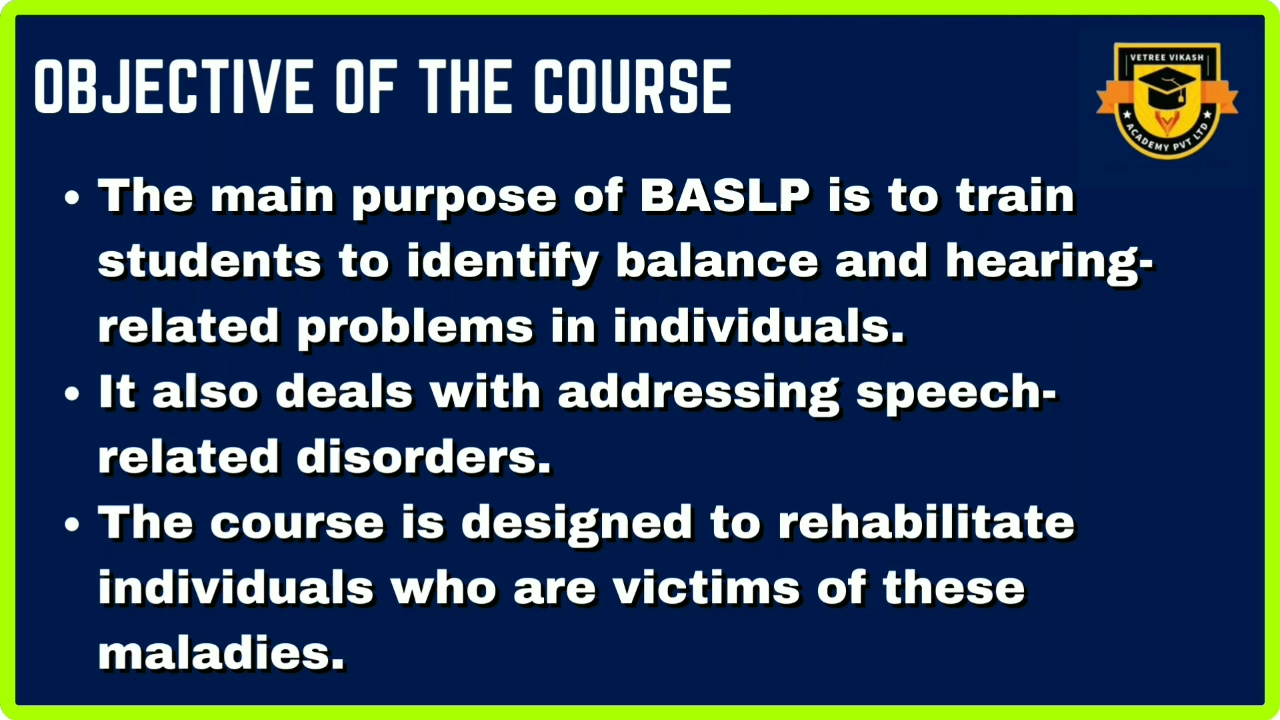 OBJECTIVE OF THE COURSE
VETREE VIKASH
ACADEMY PVT LTD
• The main purpose of BASLP is to train
students to identify balance and hearing-
related problems in individuals.
• It also deals with addressing speech-
related disorders.
• The course is designed to rehabilitate
individuals who are victims of these
maladies.